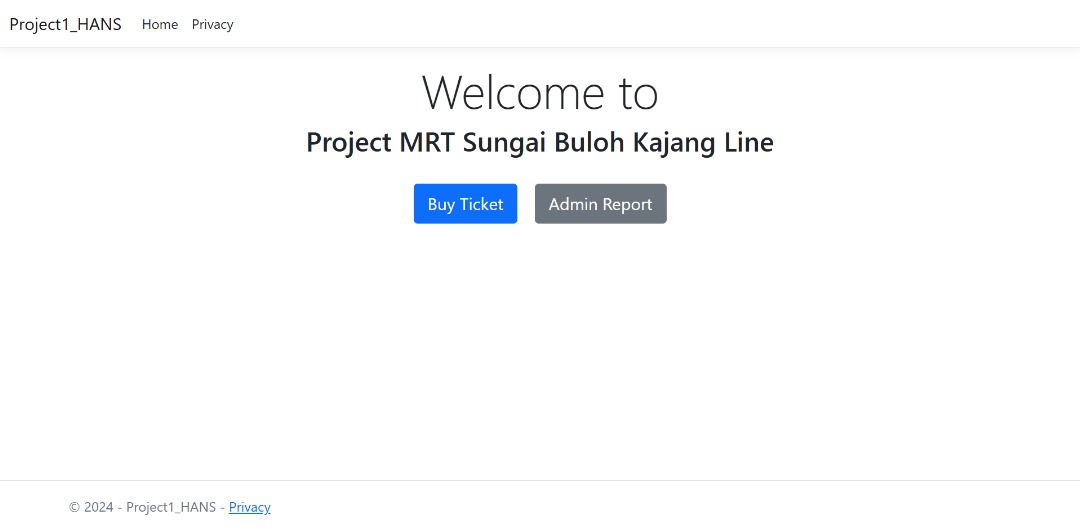 Project1_HANS Home Privacy
Welcome to
Project MRT Sungai Buloh Kajang Line
Buy Ticket Admin Report
© 2024 - Project1_HANS - Privacy